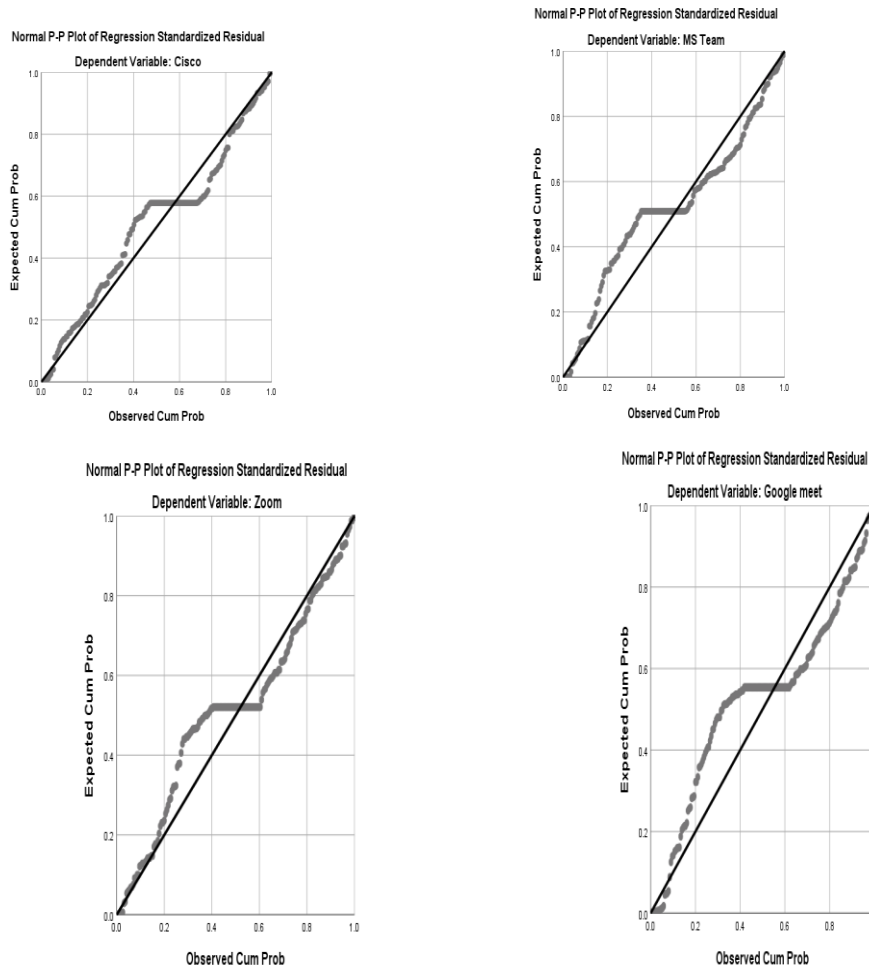 Normal P-P Plot of Regression Standardized Residual
Dependent Variable: Cisco
1.0
0.8
0.6
0.4
0.2
0.0
Expected Cum Prob
0.0 0.2 0.4 0.6 0.8 1.0
Observed Cum Prob
Normal P-P Plot of Regression Standardized Residual
Dependent Variable: MS Team
1.0
0.8
0.6
0.4
0.2
0.0
Expected Cum Prob
0.0 0.2 0.4 0.6 0.8 1.0
Observed Cum Prob
Normal P-P Plot of Regression Standardized Residual
Dependent Variable: Zoom
1.0
0.8
0.6
0.4
0.2
0.0
Expected Cum Prob
0.0 0.2 0.4 0.6 0.8 1.0
Observed Cum Prob
Normal P-P Plot of Regression Standardized Residual
Dependent Variable: Google meet
1.0
0.8
0.6
0.4
0.2
0.0
Expected Cum Prob
0.0 0.2 0.4 0.6 0.8
Observed Cum Prob